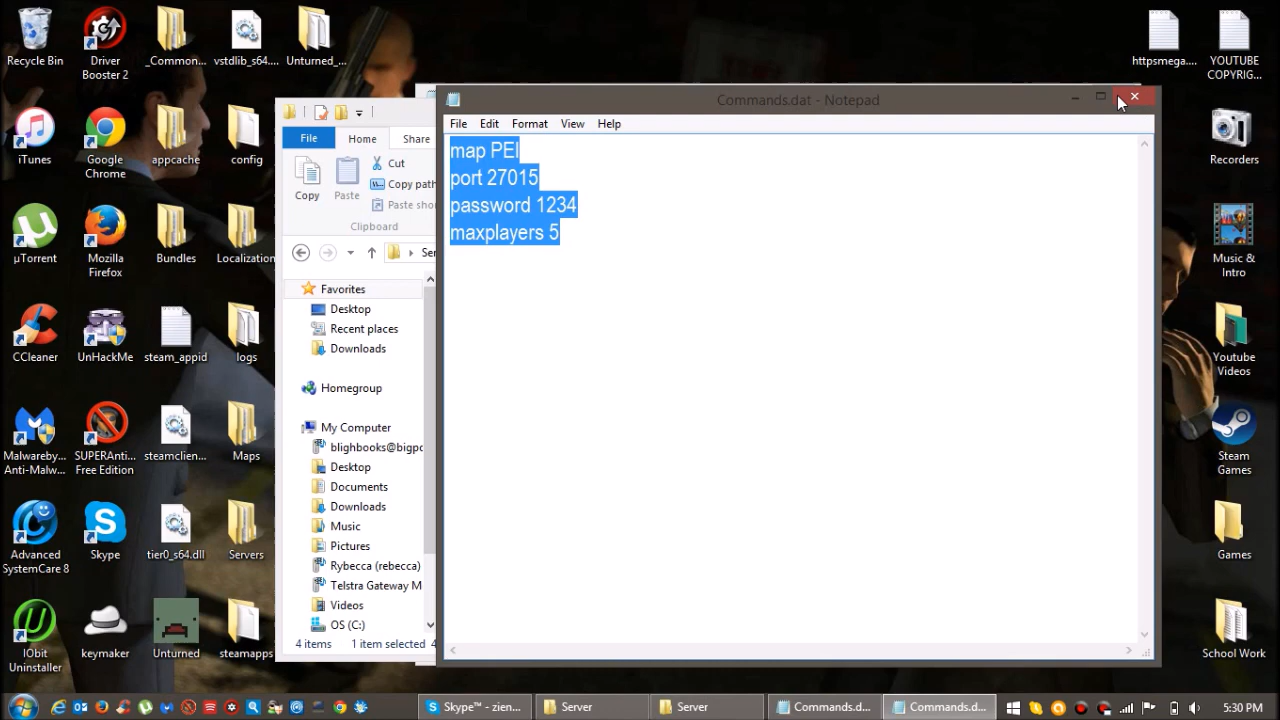 Recycle Bin
Driver
Booster 2
_Common...
vstdlib_s64....
Unturned_...
httpsmega....
YOUTUBE
COPYRIG...
iTunes
Google
Chrome
appcache
config
Recorders
µTorrent
Mozilla
Firefox
Bundles
Localization
Music &
Intro
CCleaner
UnHackMe
steam_appid
logs
Youtube
Videos
Malwareby...
Anti-Malw...
SUPERAnti...
Free Edition
steamclien...
Maps
Steam
Games
Advanced
SystemCare 8
Skype
tier0_s64.dll
Servers
Games
IObit
Uninstaller
keymaker
Unturned
steamapps
School Work
File
Home
Share
Copy
Paste
Cut
Copy path
Paste sho
Clipboard
Ser
Favorites
Desktop
Recent places
Downloads
Homegroup
My Computer
blighbooks@bigpo
Desktop
Documents
Downloads
Music
Pictures
Rybecca (rebecca)
Telstra Gateway M
Videos
OS (C:)
4 items 1 item selected 4
Commands.dat - Notepad
File Edit Format View Help
map PEI
port 27015
password 1234
maxplayers 5
Skype™ - zien...
Server
Server
Commands.d...
Commands.d...
5:30 PM